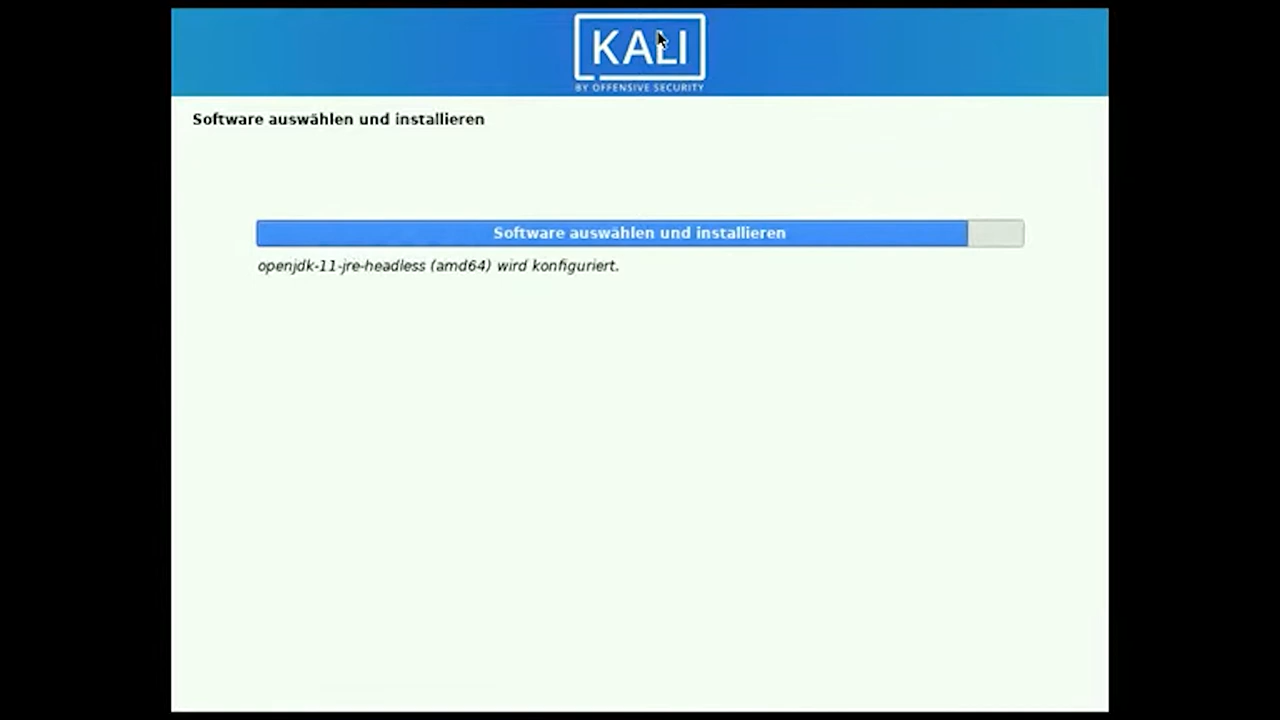 KALI
BY OFFENSIVE SECURITY
Software auswählen und installieren
Software auswählen und installieren
openjdk-11-jre-headless (amd64) wird konfiguriert.